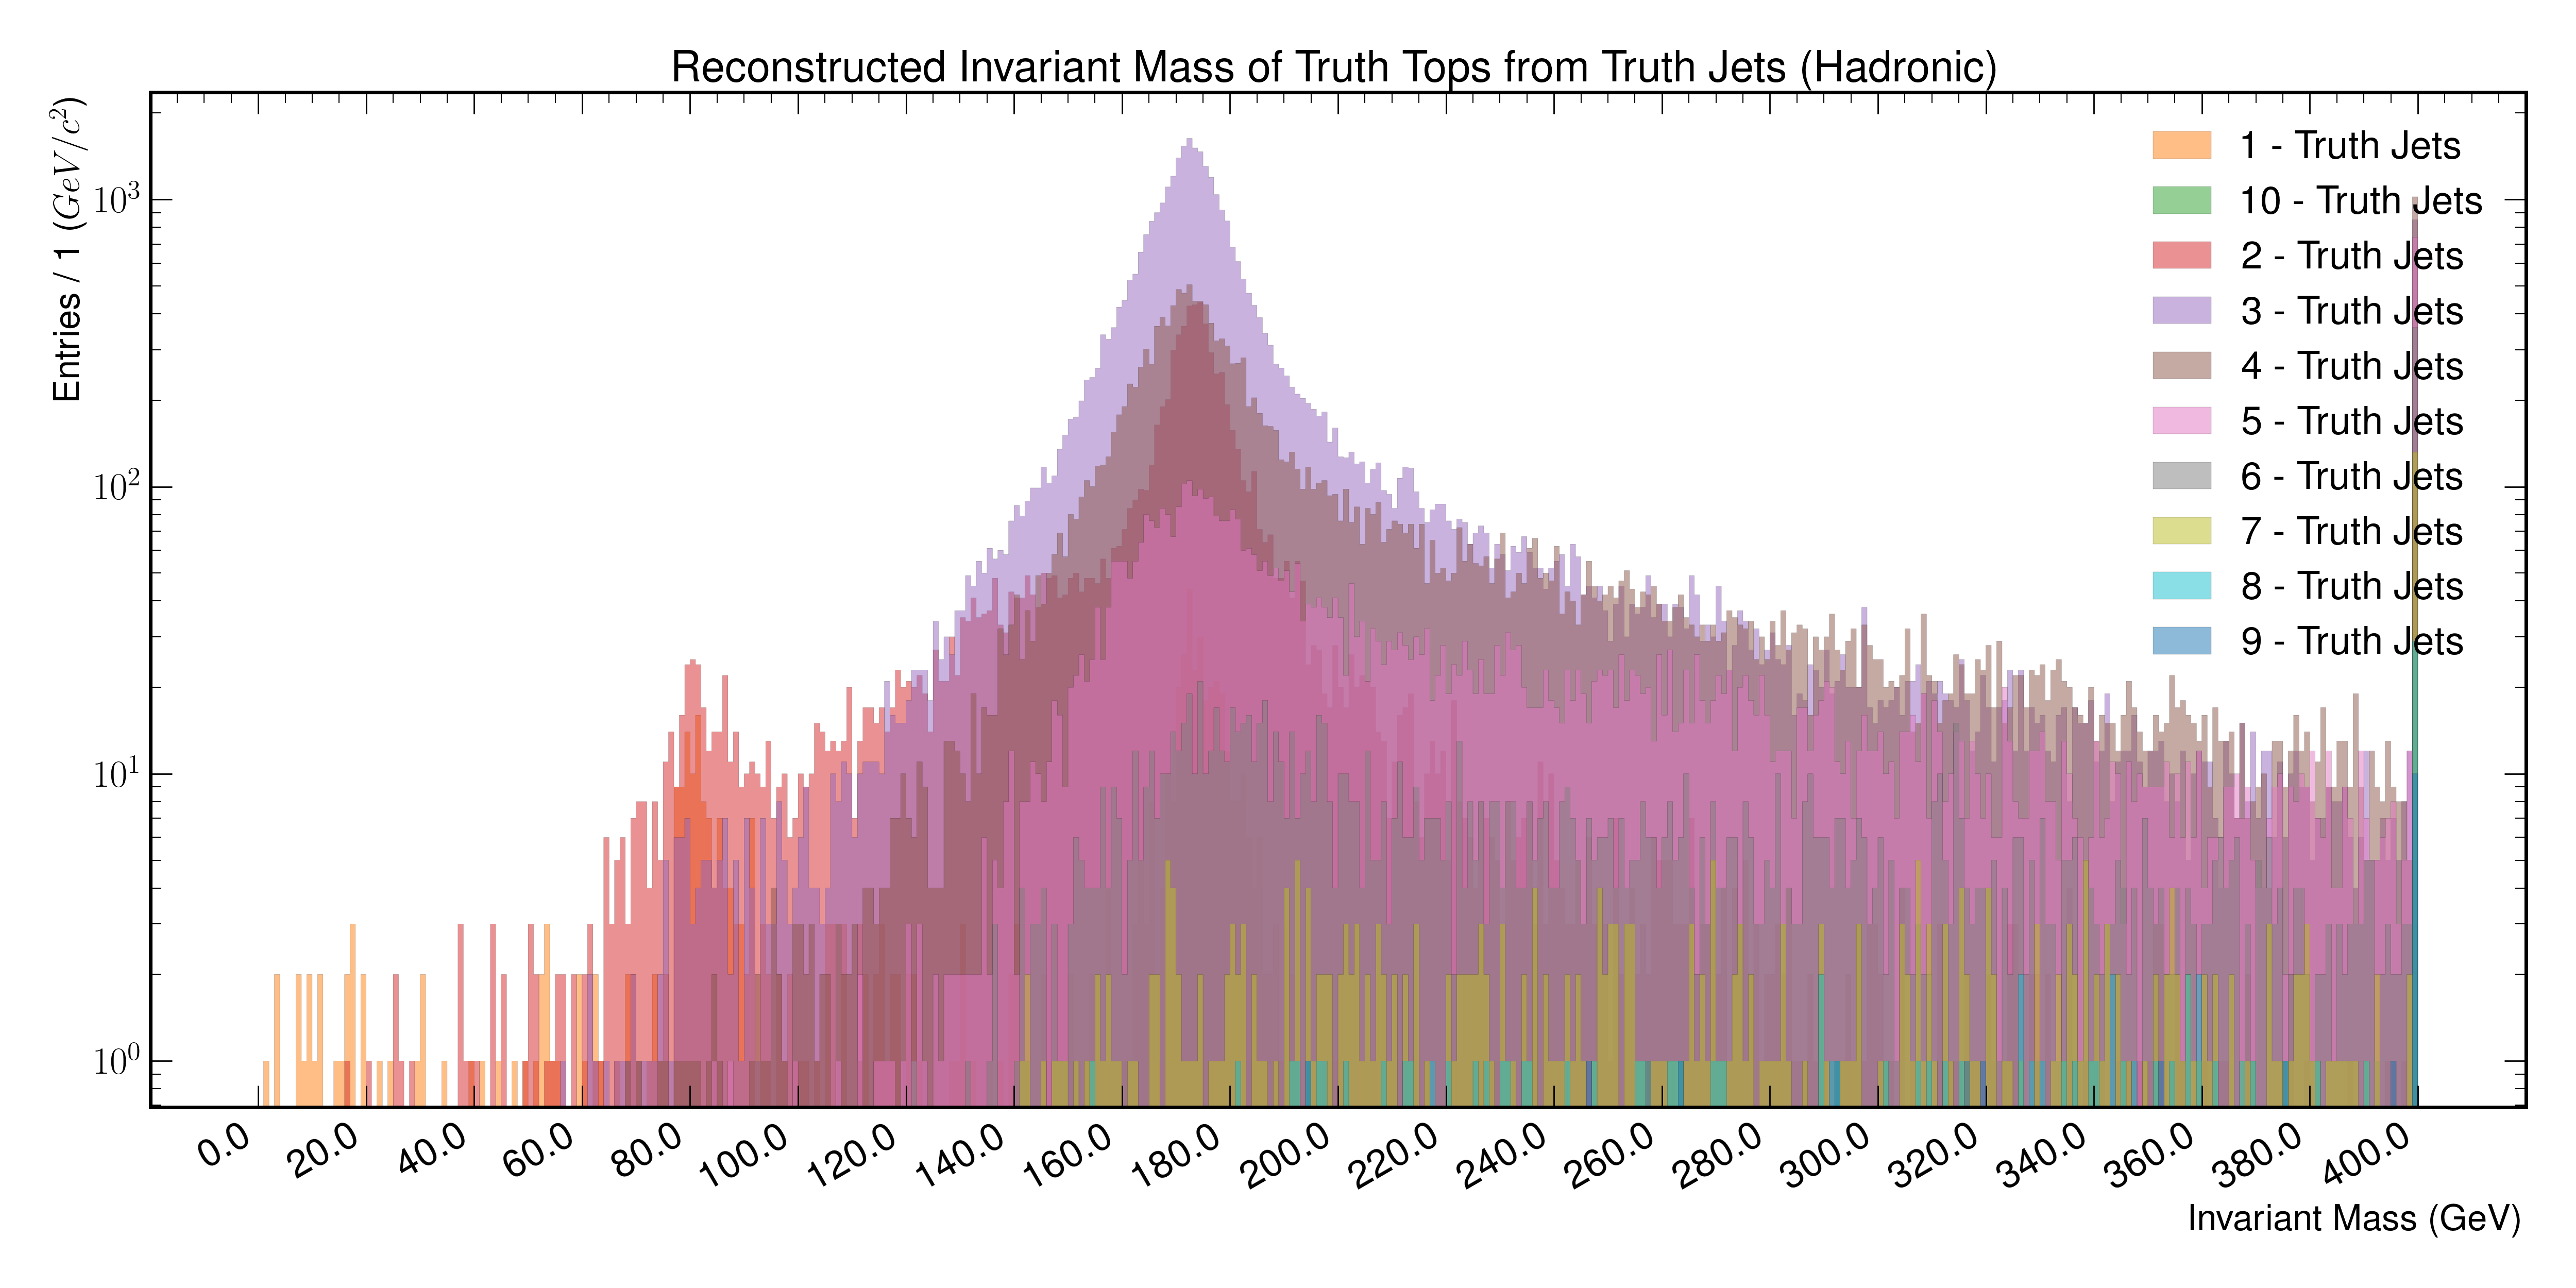 Reconstructed Invariant Mass of Truth Tops from Truth Jets (Hadronic)
Entries / 1 (GeV/c²)
10³
10²
10¹
10⁰
1 - Truth Jets
10 - Truth Jets
2 - Truth Jets
3 - Truth Jets
4 - Truth Jets
5 - Truth Jets
6 - Truth Jets
7 - Truth Jets
8 - Truth Jets
9 - Truth Jets
0.0 20.0 40.0 60.0 80.0 100.0 120.0 140.0 160.0 180.0 200.0 220.0 240.0 260.0 280.0 300.0 320.0 340.0 360.0 380.0 400.0
Invariant Mass (GeV)